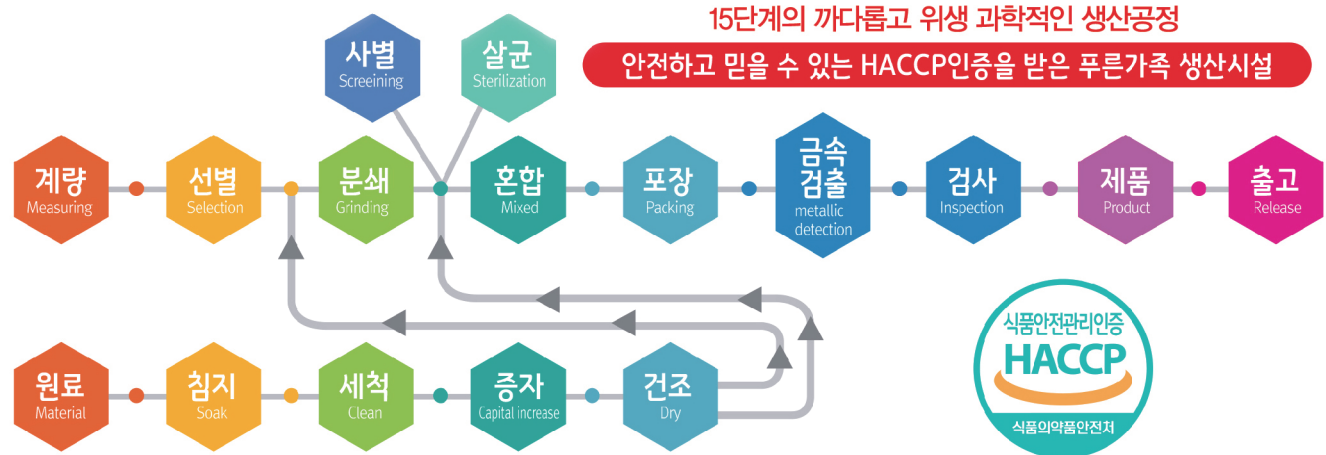 15단계의 까다롭고 위생 과학적인 생산공정
안전하고 믿을 수 있는 HACCP인증을 받은 푸른가족 생산시설
사별
Screeining
살균
Sterilization
계량
Measuring
선별
Selection
분쇄
Grinding
혼합
Mixed
포장
Packing
금속
검출
metallic
detection
검사
Inspection
제품
Product
출고
Release
원료
Material
침지
Soak
세척
Clean
증자
Capital increase
건조
Dry
식품안전관리인증
HACCP
식품의약품안전처